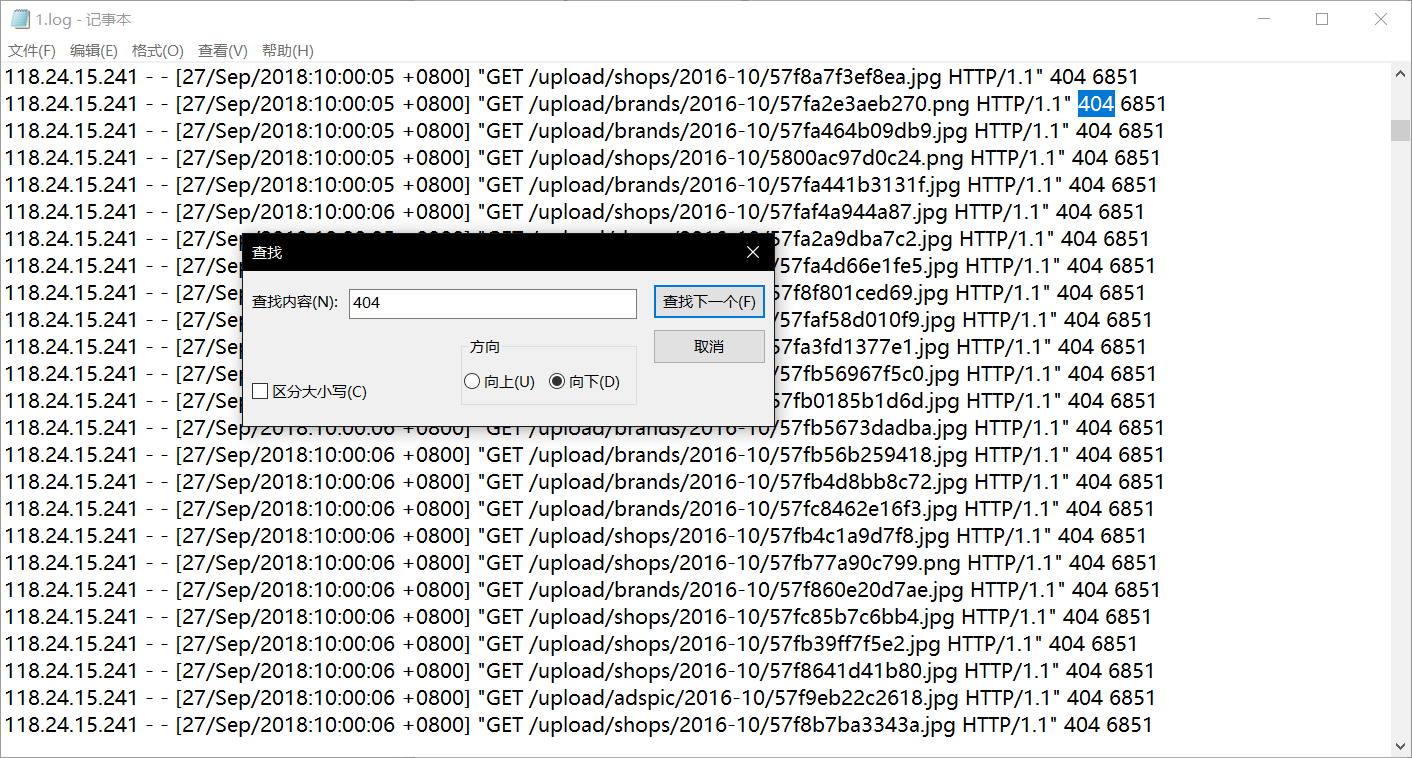 1.log - 记事本
文件(F) 编辑(E) 格式(O) 查看(V) 帮助(H)
118.24.15.241 - - [27/Sep/2018:10:00:05 +0800] "GET /upload/shops/2016-10/57f8a7f3ef8ea.jpg HTTP/1.1" 404 6851
118.24.15.241 - - [27/Sep/2018:10:00:05 +0800] "GET /upload/brands/2016-10/57fa2e3aeb270.png HTTP/1.1" 404 6851
118.24.15.241 - - [27/Sep/2018:10:00:05 +0800] "GET /upload/brands/2016-10/57fa464b09db9.jpg HTTP/1.1" 404 6851
118.24.15.241 - - [27/Sep/2018:10:00:05 +0800] "GET /upload/shops/2016-10/5800ac97d0c24.png HTTP/1.1" 404 6851
118.24.15.241 - - [27/Sep/2018:10:00:05 +0800] "GET /upload/brands/2016-10/57fa441b3131f.jpg HTTP/1.1" 404 6851
118.24.15.241 - - [27/Sep/2018:10:00:06 +0800] "GET /upload/shops/2016-10/57faf4a944a87.jpg HTTP/1.1" 404 6851
118.24.15.241 - - [27/Sep 57fa2a9dba7c2.jpg HTTP/1.1" 404 6851
118.24.15.241 - - [27/Se 57fa4d66e1fe5.jpg HTTP/1.1" 404 6851
118.24.15.241 - - [27/Se 57f8f801ced69.jpg HTTP/1.1" 404 6851
118.24.15.241 - - [27/Se 57faf58d010f9.jpg HTTP/1.1" 404 6851
118.24.15.241 - - [27/Se 57fa3fd1377e1.jpg HTTP/1.1" 404 6851
118.24.15.241 - - [27/Se 57fb56967f5c0.jpg HTTP/1.1" 404 6851
118.24.15.241 - - [27/Se 57fb0185b1d6d.jpg HTTP/1.1" 404 6851
查找
查找内容(N): 404 查找下一个(F)
取消
方向
向上(U) 向下(D)
区分大小写(C)
118.24.15.241 - - [27/Sep/2018:10:00:06 +0800] "GET /upload/brands/2016-10/57fb5673dadba.jpg HTTP/1.1" 404 6851
118.24.15.241 - - [27/Sep/2018:10:00:06 +0800] "GET /upload/brands/2016-10/57fb56b259418.jpg HTTP/1.1" 404 6851
118.24.15.241 - - [27/Sep/2018:10:00:06 +0800] "GET /upload/brands/2016-10/57fb4d8bb8c72.jpg HTTP/1.1" 404 6851
118.24.15.241 - - [27/Sep/2018:10:00:06 +0800] "GET /upload/brands/2016-10/57fc8462e16f3.jpg HTTP/1.1" 404 6851
118.24.15.241 - - [27/Sep/2018:10:00:06 +0800] "GET /upload/shops/2016-10/57fb4c1a9d7f8.jpg HTTP/1.1" 404 6851
118.24.15.241 - - [27/Sep/2018:10:00:06 +0800] "GET /upload/shops/2016-10/57fb77a90c799.png HTTP/1.1" 404 6851
118.24.15.241 - - [27/Sep/2018:10:00:06 +0800] "GET /upload/brands/2016-10/57f860e20d7ae.jpg HTTP/1.1" 404 6851
118.24.15.241 - - [27/Sep/2018:10:00:06 +0800] "GET /upload/shops/2016-10/57fc85b7c6bb4.jpg HTTP/1.1" 404 6851
118.24.15.241 - - [27/Sep/2018:10:00:06 +0800] "GET /upload/shops/2016-10/57fb39ff7f5e2.jpg HTTP/1.1" 404 6851
118.24.15.241 - - [27/Sep/2018:10:00:06 +0800] "GET /upload/shops/2016-10/57f8641d41b80.jpg HTTP/1.1" 404 6851
118.24.15.241 - - [27/Sep/2018:10:00:06 +0800] "GET /upload/adspic/2016-10/57f9eb22c2618.jpg HTTP/1.1" 404 6851
118.24.15.241 - - [27/Sep/2018:10:00:06 +0800] "GET /upload/shops/2016-10/57f8b7ba3343a.jpg HTTP/1.1" 404 6851